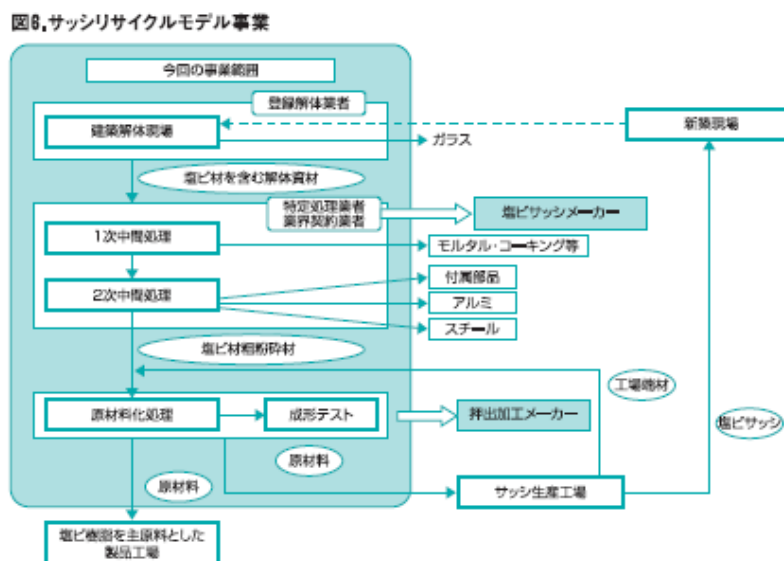 図6.サッシリサイクルモデル事業
今回の事業範囲
登録解体業者
建築解体現場
新築現場
ガラス
塩ビ材を含む解体資材
特定処理業者
業界契約業者
塩ビサッシメーカー
1次中間処理
モルタル・コーキング等
付属部品
2次中間処理
アルミ
スチール
塩ビ材粗粉砕材
工場端材
原材料化処理
成形テスト
押出加工メーカー
塩ビサッシ
原材料
原材料
サッシ生産工場
塩ビ樹脂を主原料とした
製品工場